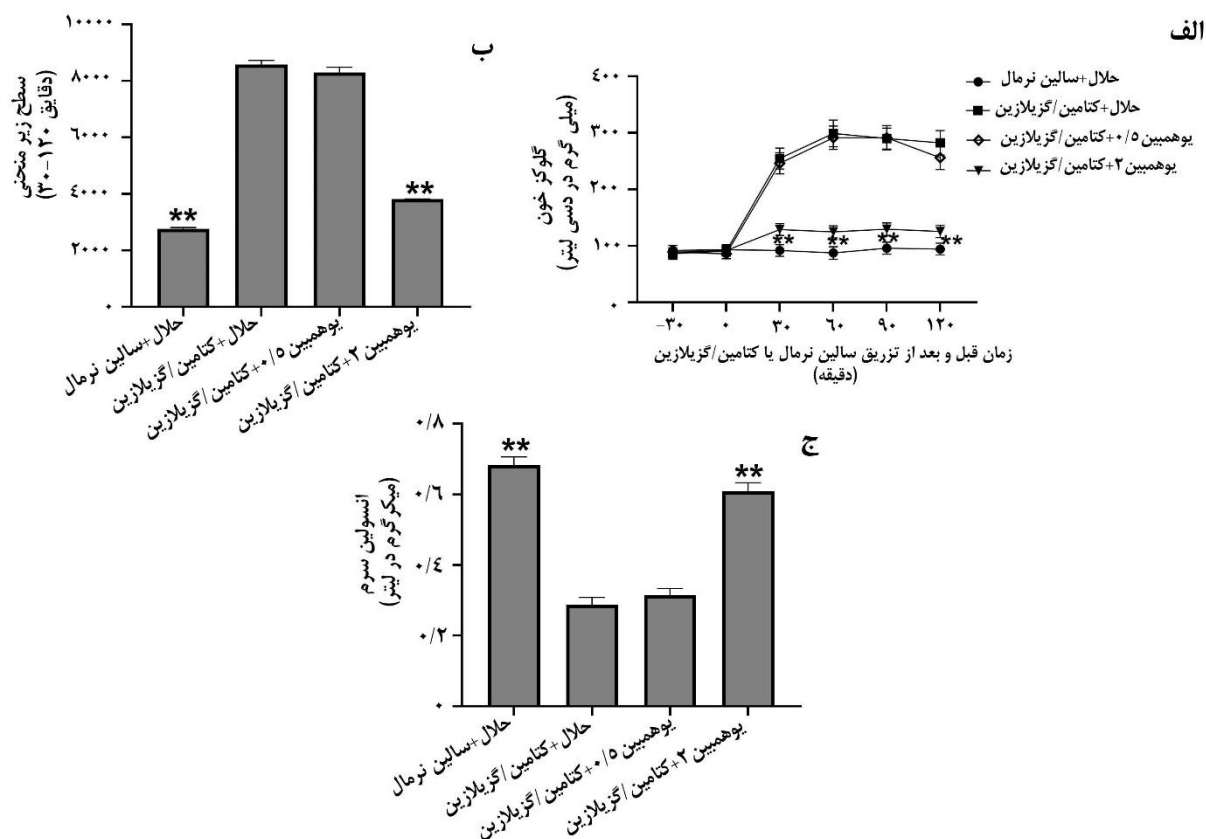 الف
حلال+سالین نرمال
حلال+کتامین/گزیلازین
یوهمبین ۰/۵+کتامین/گزیلازین
یوهمبین ۲+کتامین/گزیلازین
گلوکز خون
(میلی گرم در دسی لیتر)
۴۰۰
۳۰۰
۲۰۰
۱۰۰
۰
** ** ** **
−۳۰ ۰ ۳۰ ۶۰ ۹۰ ۱۲۰
زمان قبل و بعد از تزریق سالین نرمال یا کتامین/گزیلازین
(دقیقه)
ب
سطح زیر منحنی
(دقایق ۱۲۰-۳۰)
۱۰۰۰۰
۸۰۰۰
۶۰۰۰
۴۰۰۰
۲۰۰۰
۰
** **
حلال+سالین نرمال
حلال+کتامین/گزیلازین
یوهمبین ۰/۵+کتامین/گزیلازین
یوهمبین ۲+کتامین/گزیلازین
ج
انسولین سرم
(میکرگرم در لیتر)
۰/۸
۰/۶
۰/۴
۰/۲
۰
** **
حلال+سالین نرمال
حلال+کتامین/گزیلازین
یوهمبین ۰/۵+کتامین/گزیلازین
یوهمبین ۲+کتامین/گزیلازین